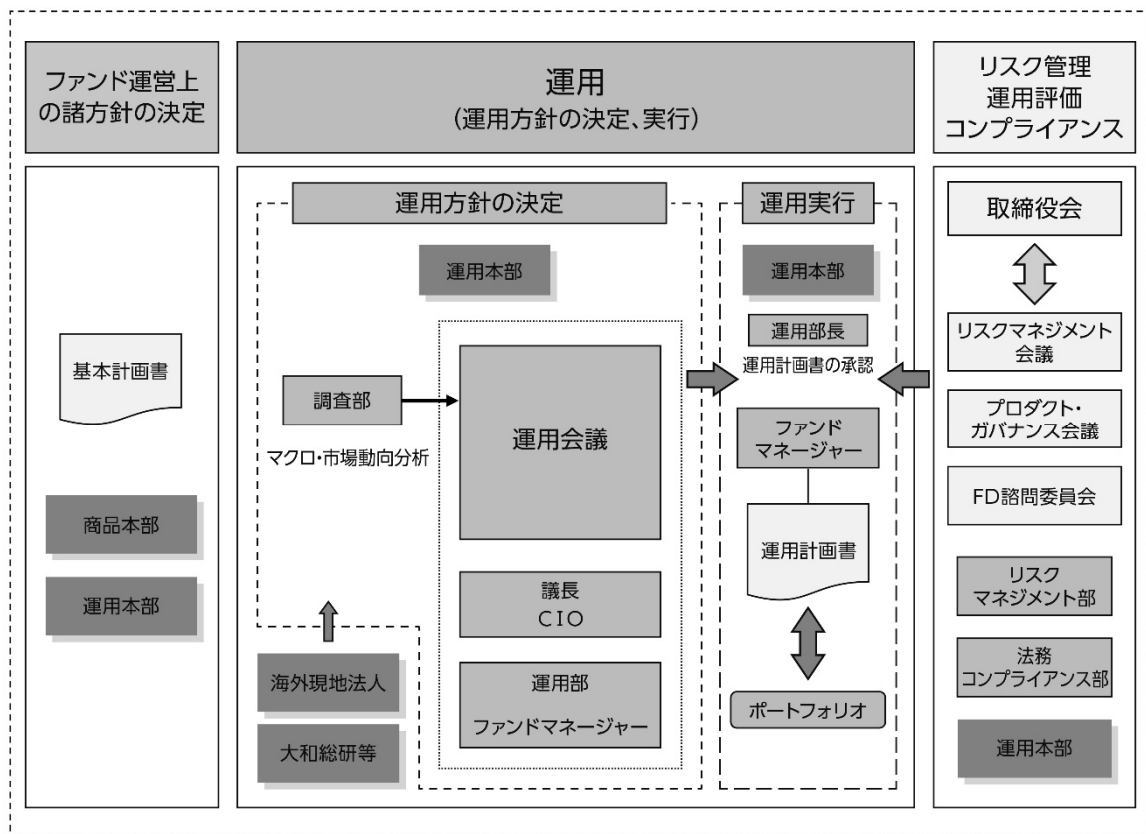 ファンド運営上
の諸方針の決定
基本計画書
商品本部
運用本部
運用
(運用方針の決定、実行)
運用方針の決定
運用本部
調査部
マクロ・市場動向分析
運用会議
議長
CIO
運用部
ファンドマネージャー
海外現地法人
大和総研等
運用実行
運用本部
運用部長
運用計画書の承認
ファンド
マネージャー
運用計画書
ポートフォリオ
リスク管理
運用評価
コンプライアンス
取締役会
リスクマネジメント
会議
プロダクト・
ガバナンス会議
FD諮問委員会
リスク
マネジメント部
法務
コンプライアンス部
運用本部